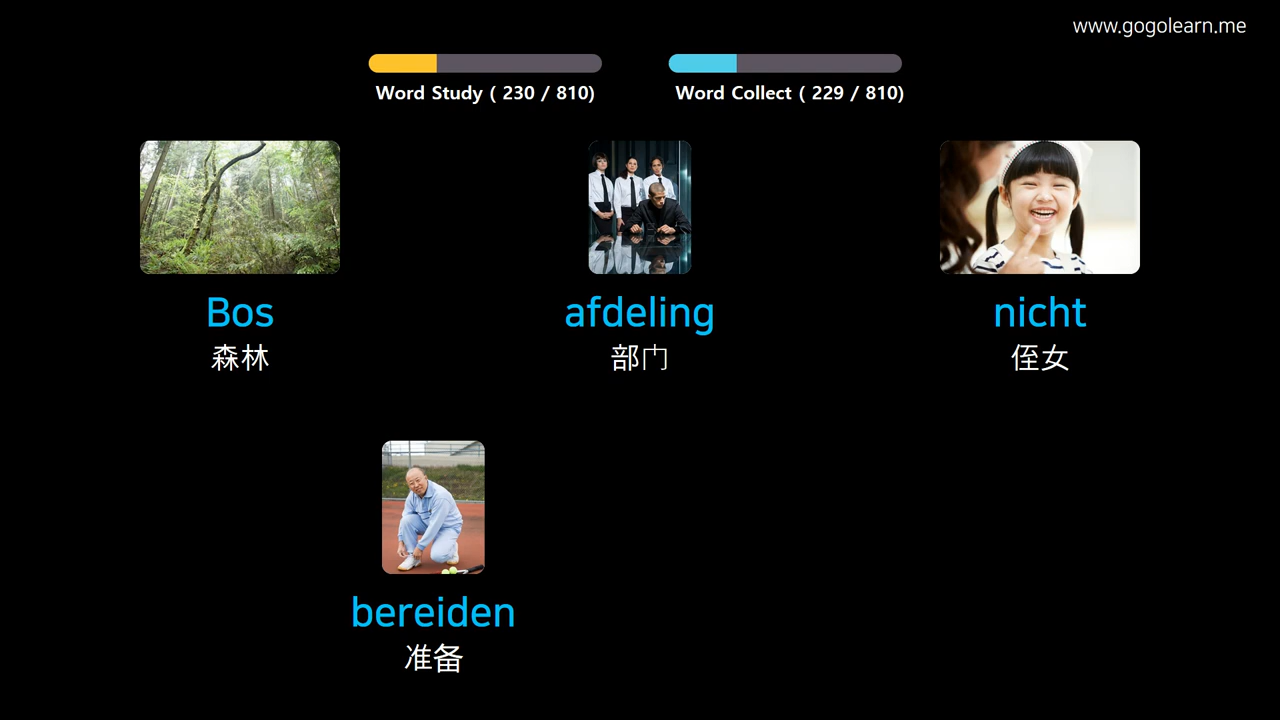 www.gogolearn.me
Word Study ( 230 / 810)
Word Collect ( 229 / 810)
Bos
森林
afdeling
部门
nicht
侄女
bereiden
准备